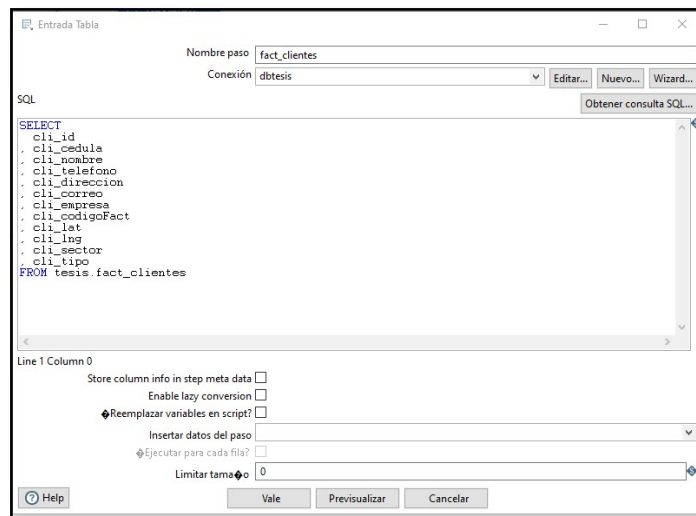 Entrada Tabla
Nombre paso fact_clientes
Conexión dbtesis Editar... Nuevo... Wizard...
SQL Obtener consulta SQL...
SELECT
  cli_id
, cli_cedula
, cli_nombre
, cli_telefono
, cli_direccion
, cli_correo
, cli_empresa
, cli_codigoFact
, cli_lat
, cli_lng
, cli_sector
, cli_tipo
FROM tesis.fact_clientes
Line 1 Column 0
Store column info in step meta data
Enable lazy conversion
�Reemplazar variables en script?
Insertar datos del paso
�Ejecutar para cada fila?
Limitar tama�o 0
Help Vale Previsualizar Cancelar